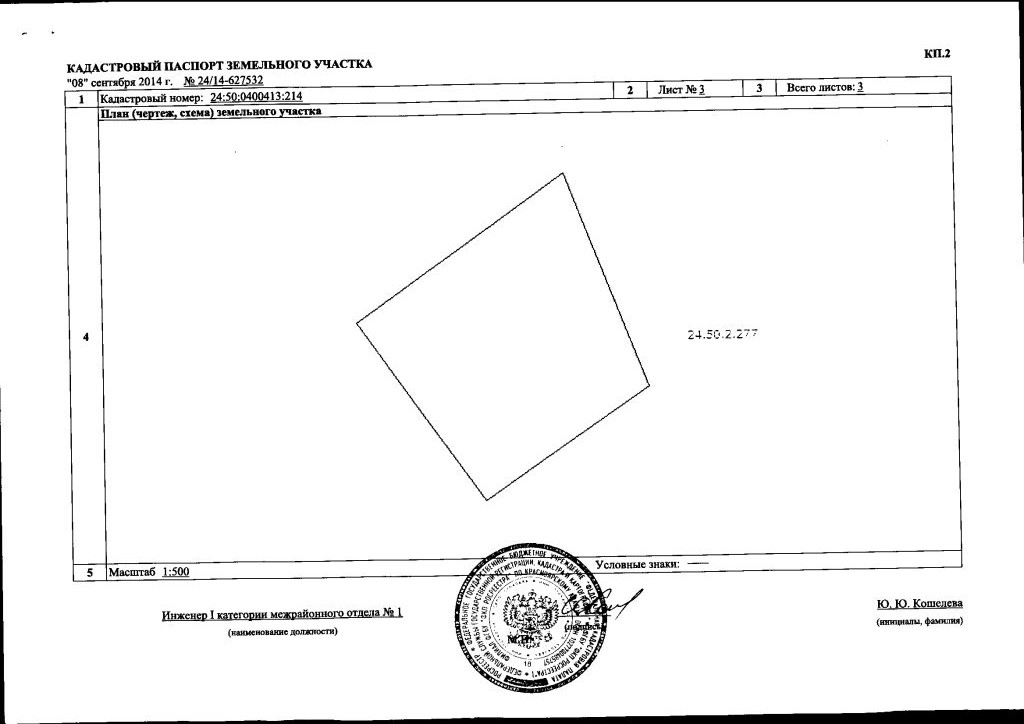 КП.2
КАДАСТРОВЫЙ ПАСПОРТ ЗЕМЕЛЬНОГО УЧАСТКА
"08" сентября 2014 г. № 24/14-627532
1 Кадастровый номер: 24:50:0400413:214 2 Лист № 3 3 Всего листов: 3
План (чертеж, схема) земельного участка
4
24.50.2.277
5 Масштаб 1:500 Условные знаки:
Инженер I категории межрайонного отдела № 1
(наименование должности)
(подпись)
Ю. Ю. Кошелева
(инициалы, фамилия)